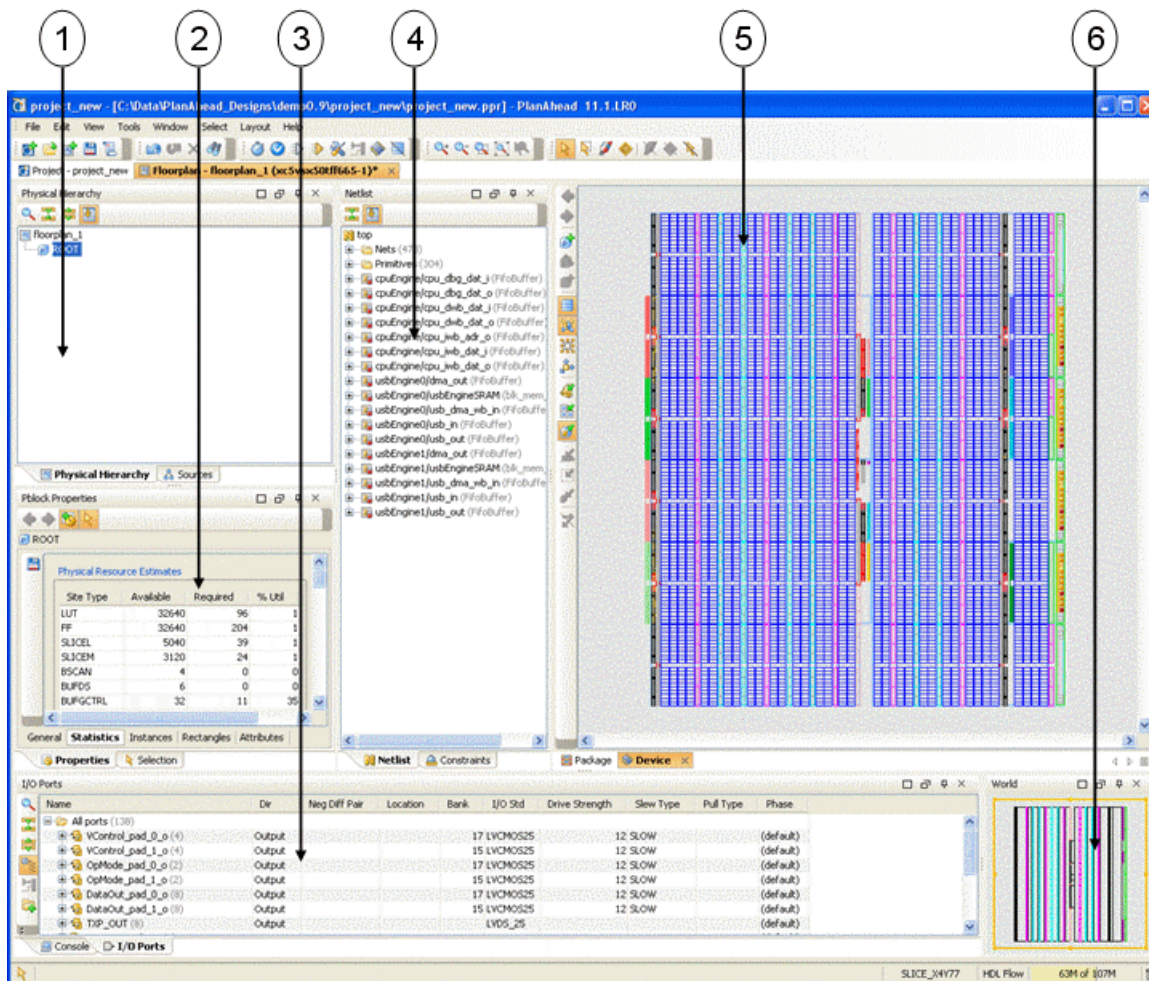 1 2 3 4 5 6
project_new - [C:\Data\PlanAhead_Designs\demo0.9\project_new\project_new.ppr] - PlanAhead 11.1.LR0
File Edit View Tools Window Select Layout Help
Project - project_new Floorplan - floorplan_1 (xc5vsx50tff665-1)*
Physical Hierarchy
floorplan_1
ROOT
Physical Hierarchy Sources
Pblock Properties
ROOT
Physical Resource Estimates
Site Type Available Required % Util
LUT 32640 96 1
FF 32640 204 1
SLICEL 5040 39 1
SLICEM 3120 24 1
BSCAN 4 0 0
BUFDS 6 0 0
BUFGCTRL 32 11 35
General Statistics Instances Rectangles Attributes
Properties Selection
Netlist
top
Nets
Primitives (304)
cpuEngine/cpu_dbg_dat_i (FifoBuffer)
cpuEngine/cpu_dbg_dat_o (FifoBuffer)
cpuEngine/cpu_dwb_dat_i (FifoBuffer)
cpuEngine/cpu_dwb_dat_o (FifoBuffer)
cpuEngine/cpu_iwb_adr_o (FifoBuffer)
cpuEngine/cpu_iwb_dat_i (FifoBuffer)
cpuEngine/cpu_iwb_dat_o (FifoBuffer)
usbEngine0/dma_out (FifoBuffer)
usbEngine0/usbEngineSRAM (blk_mem_
usbEngine0/usb_dma_wb_in (FifoBuffe
usbEngine0/usb_in (FifoBuffer)
usbEngine0/usb_out (FifoBuffer)
usbEngine1/dma_out (FifoBuffer)
usbEngine1/usbEngineSRAM (blk_mem_
usbEngine1/usb_dma_wb_in (FifoBuffe
usbEngine1/usb_in (FifoBuffer)
usbEngine1/usb_out (FifoBuffer)
Netlist Constraints
Package Device
I/O Ports
Name Dir Neg Diff Pair Location Bank I/O Std Drive Strength Slew Type Pull Type Phase
All ports (138)
VControl_pad_0_o (4) Output 17 LVCMOS25 12 SLOW (default)
VControl_pad_1_o (4) Output 15 LVCMOS25 12 SLOW (default)
OpMode_pad_0_o (2) Output 17 LVCMOS25 12 SLOW (default)
OpMode_pad_1_o (2) Output 15 LVCMOS25 12 SLOW (default)
DataOut_pad_0_o (8) Output 17 LVCMOS25 12 SLOW (default)
DataOut_pad_1_o (8) Output 15 LVCMOS25 12 SLOW (default)
TXP_OUT (8) Output LVDS_25 (default)
Console I/O Ports
World
SLICE_X4Y77 HDL Flow 63M of 107M